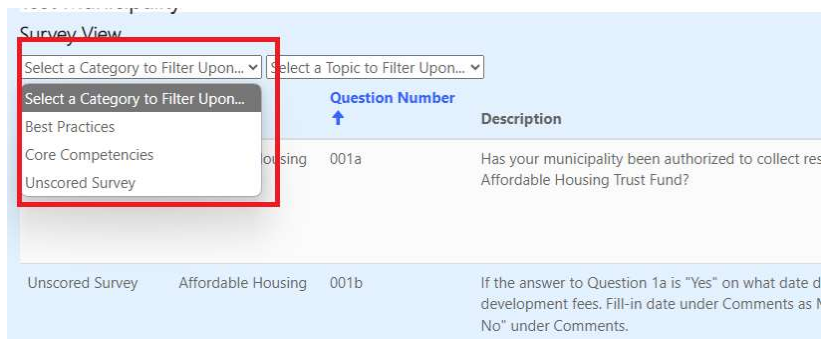 Survey View
Select a Category to Filter Upon...
Select a Topic to Filter Upon...
Select a Category to Filter Upon...
Best Practices
Core Competencies
Unscored Survey
Question Number
Description
001a
Has your municipality been authorized to collect
Affordable Housing Trust Fund?
Unscored Survey
Affordable Housing
001b
If the answer to Question 1a is "Yes" on what date
development fees. Fill-in date under Comments as
No" under Comments.